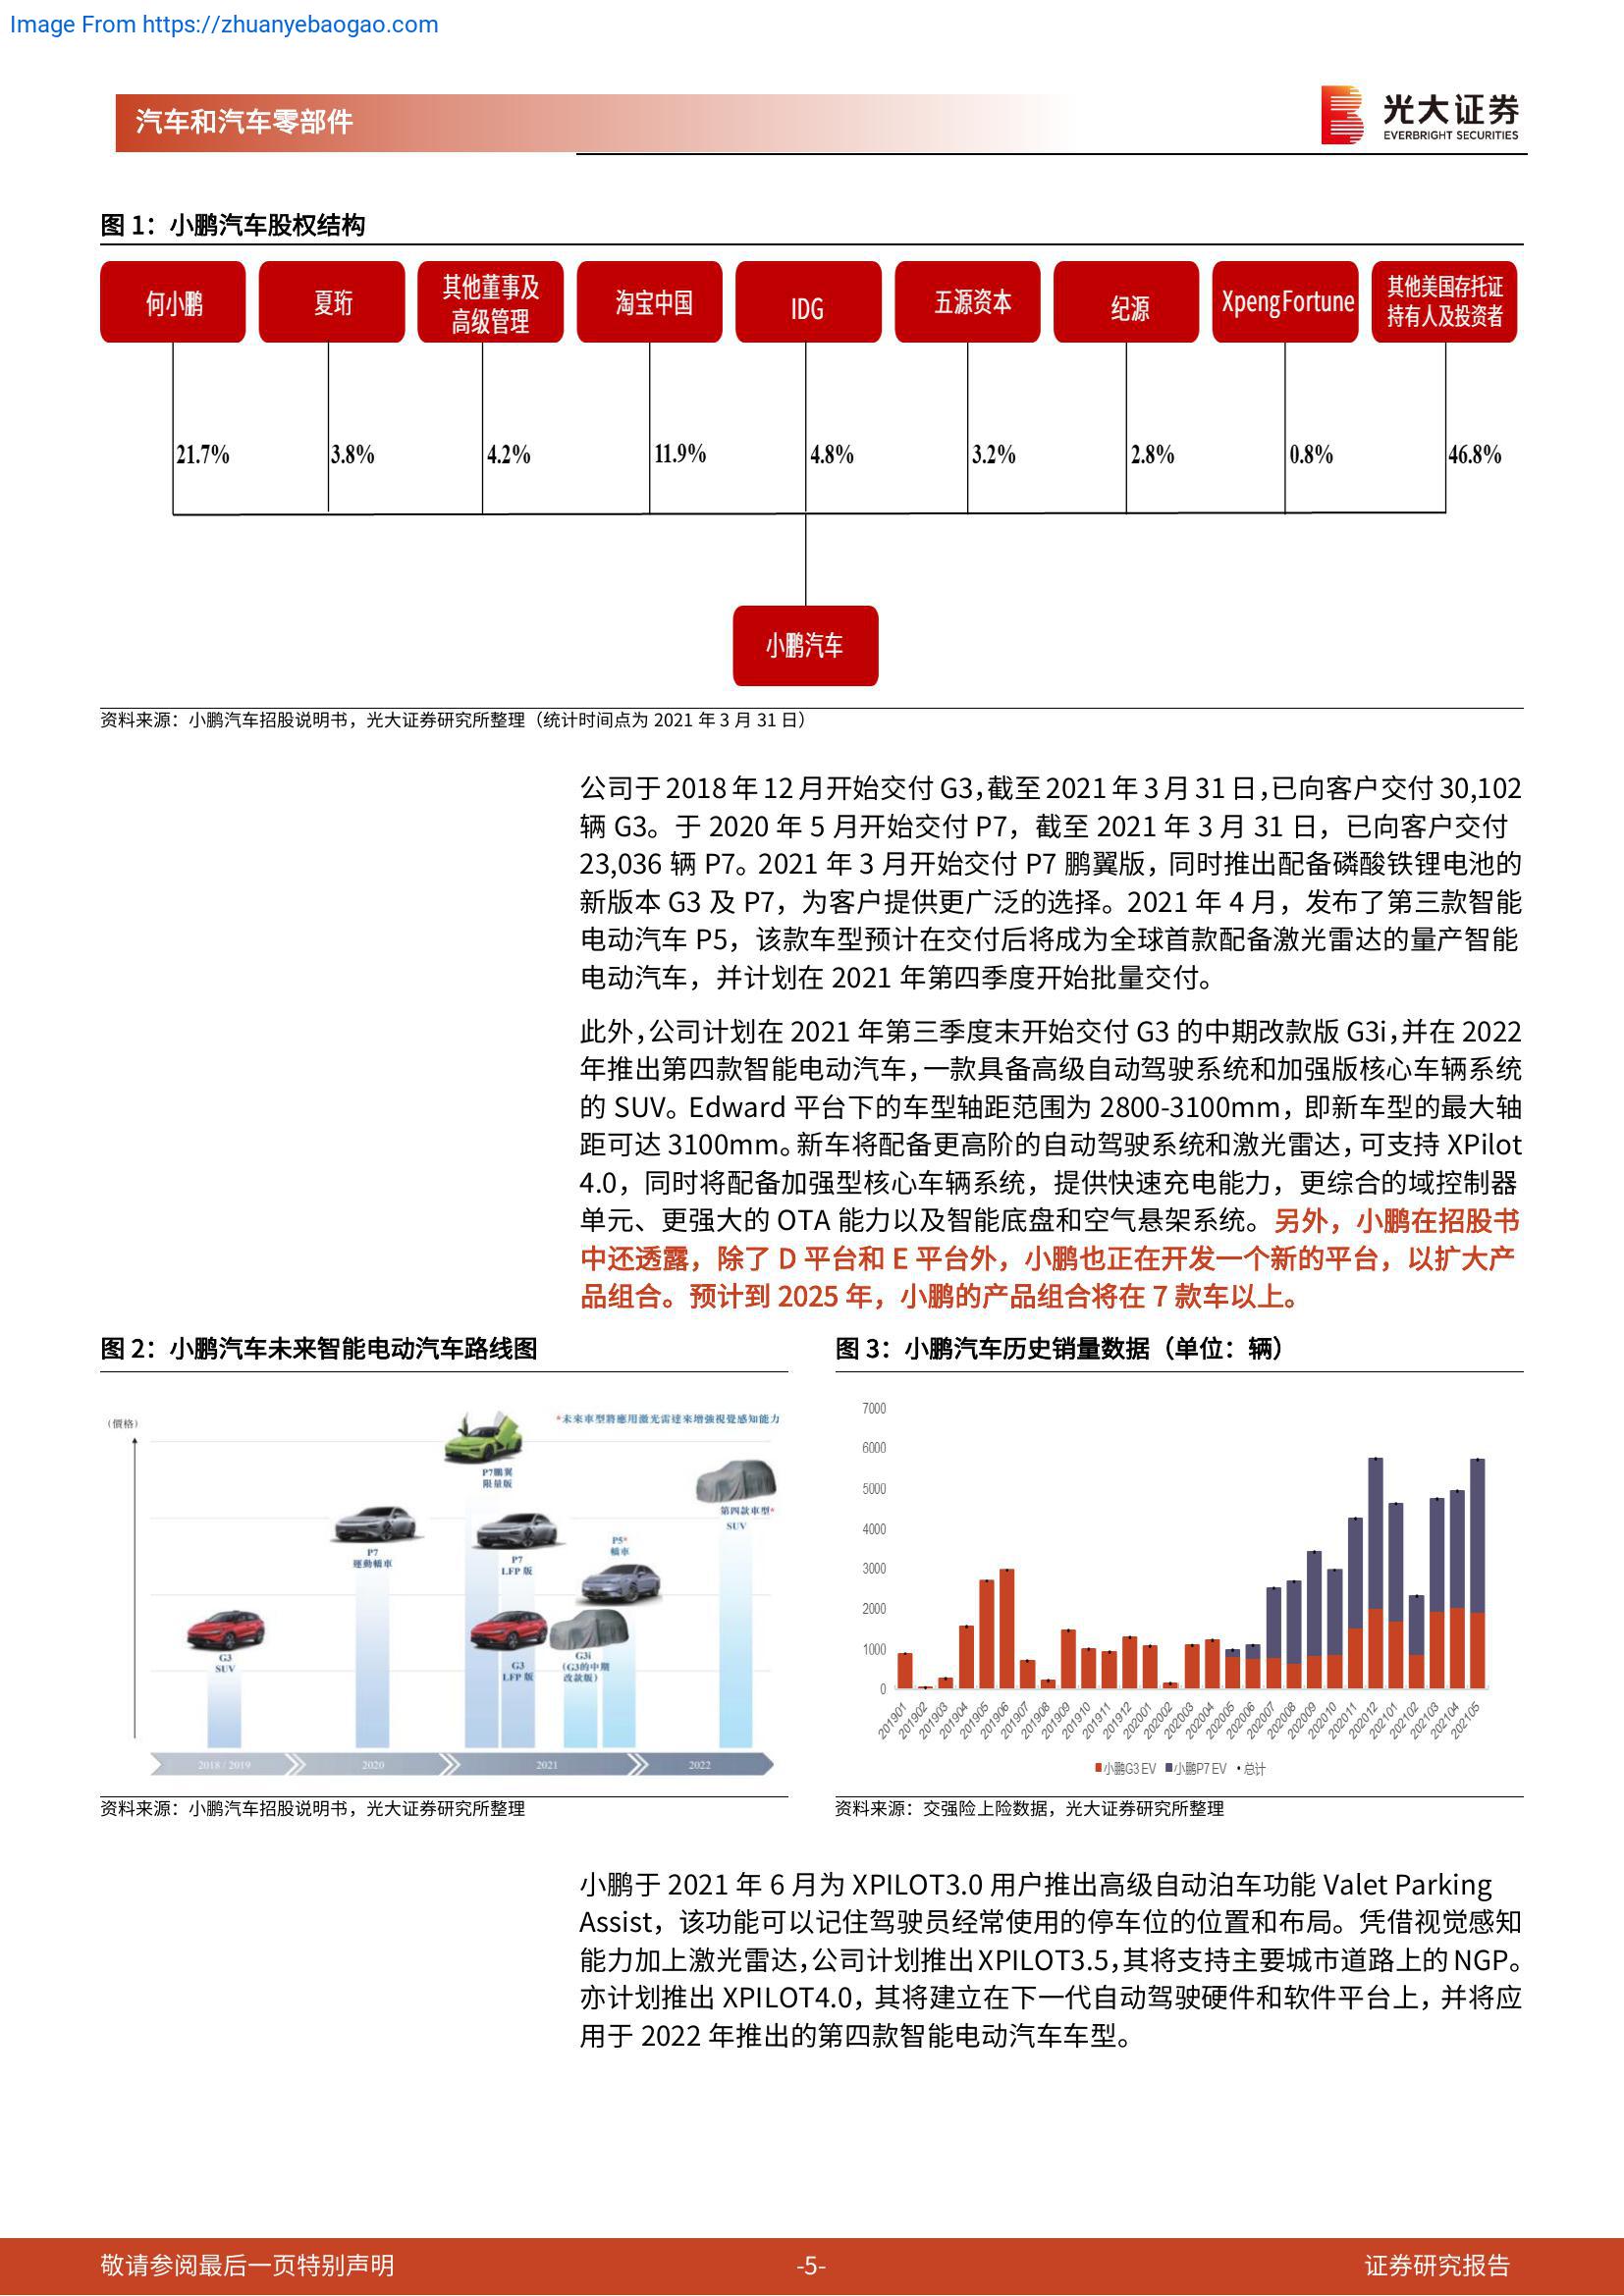 Image From https://zhuanyebaogao.com
汽车和汽车零部件
光大证券
EVERBRIGHT SECURITIES
图 1：小鹏汽车股权结构
何小鹏
夏珩
其他董事及
高级管理
淘宝中国
IDG
五源资本
纪源
Xpeng Fortune
其他美国存托证
持有人及投资者
21.7%
3.8%
4.2%
11.9%
4.8%
3.2%
2.8%
0.8%
46.8%
小鹏汽车
资料来源：小鹏汽车招股说明书，光大证券研究所整理（统计时间点为 2021 年 3 月 31 日）
公司于 2018 年 12 月开始交付 G3，截至 2021 年 3 月 31 日，已向客户交付 30,102
辆 G3。于 2020 年 5 月开始交付 P7，截至 2021 年 3 月 31 日，已向客户交付
23,036 辆 P7。2021 年 3 月开始交付 P7 鹏翼版，同时推出配备磷酸铁锂电池的
新版本 G3 及 P7，为客户提供更广泛的选择。2021 年 4 月，发布了第三款智能
电动汽车 P5，该款车型预计在交付后将成为全球首款配备激光雷达的量产智能
电动汽车，并计划在 2021 年第四季度开始批量交付。
此外，公司计划在 2021 年第三季度末开始交付 G3 的中期改款版 G3i，并在 2022
年推出第四款智能电动汽车，一款具备高级自动驾驶系统和加强版核心车辆系统
的 SUV。Edward 平台下的车型轴距范围为 2800-3100mm，即新车型的最大轴
距可达 3100mm。新车将配备更高阶的自动驾驶系统和激光雷达，可支持 XPilot
4.0，同时将配备加强型核心车辆系统，提供快速充电能力，更综合的域控制器
单元、更强大的 OTA 能力以及智能底盘和空气悬架系统。另外，小鹏在招股书
中还透露，除了 D 平台和 E 平台外，小鹏也正在开发一个新的平台，以扩大产
品组合。预计到 2025 年，小鹏的产品组合将在 7 款车以上。
图 2：小鹏汽车未来智能电动汽车路线图
（價格）
*未來車型將應用激光雷達來增強視覺感知能力
P7鵬翼
限量版
第四款車型*
SUV
P7
運動轎車
P7
LFP 版
P5*
轎車
G3
SUV
G3
LFP 版
G3i
(G3的中期
改款版)
2018 / 2019
2020
2021
2022
资料来源：小鹏汽车招股说明书，光大证券研究所整理
图 3：小鹏汽车历史销量数据（单位：辆）
7000
6000
5000
4000
3000
2000
1000
0
201901
201902
201903
201904
201905
201906
201907
201908
201909
201910
201911
201912
202001
202002
202003
202004
202005
202006
202007
202008
202009
202010
202011
202012
202101
202102
202103
202104
202105
小鹏G3 EV
小鹏P7 EV
总计
资料来源：交强险上险数据，光大证券研究所整理
小鹏于 2021 年 6 月为 XPILOT3.0 用户推出高级自动泊车功能 Valet Parking
Assist，该功能可以记住驾驶员经常使用的停车位的位置和布局。凭借视觉感知
能力加上激光雷达，公司计划推出 XPILOT3.5，其将支持主要城市道路上的 NGP。
亦计划推出 XPILOT4.0，其将建立在下一代自动驾驶硬件和软件平台上，并将应
用于 2022 年推出的第四款智能电动汽车车型。
敬请参阅最后一页特别声明
-5-
证券研究报告